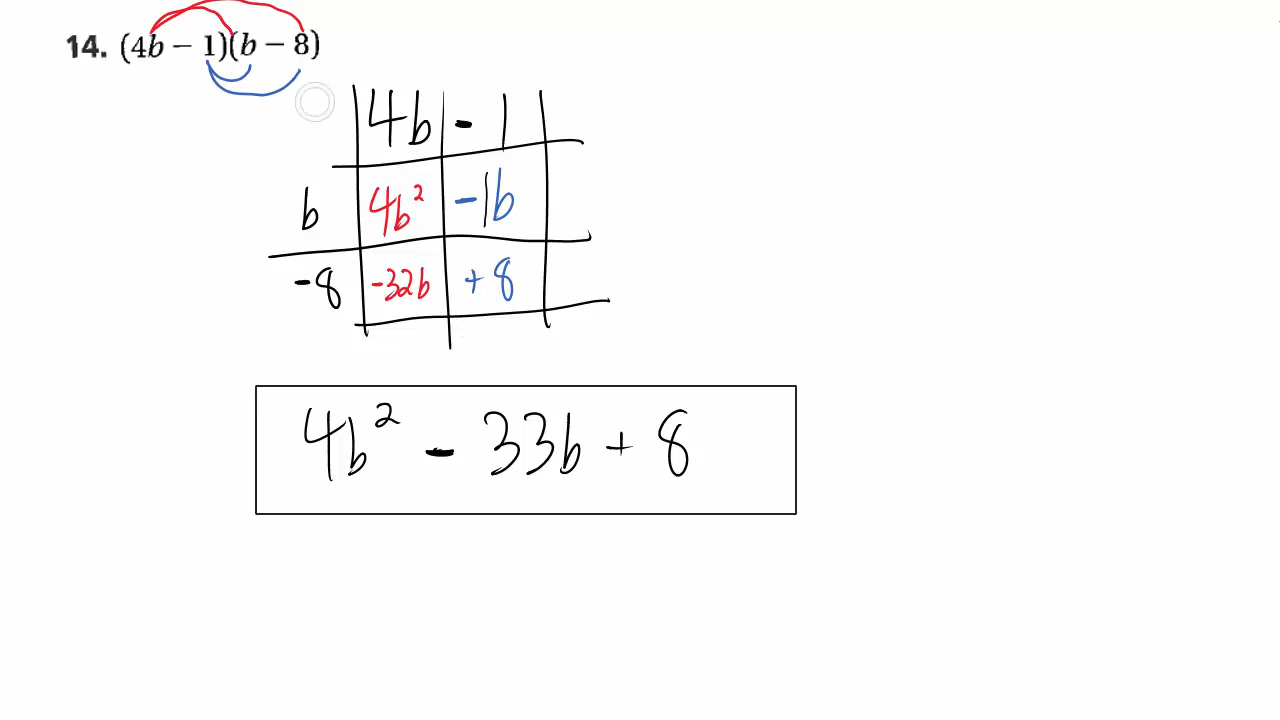 14. (4b − 1)(b − 8)
4b - 1
b 4b² -1b
-8 -32b +8
4b² - 33b + 8